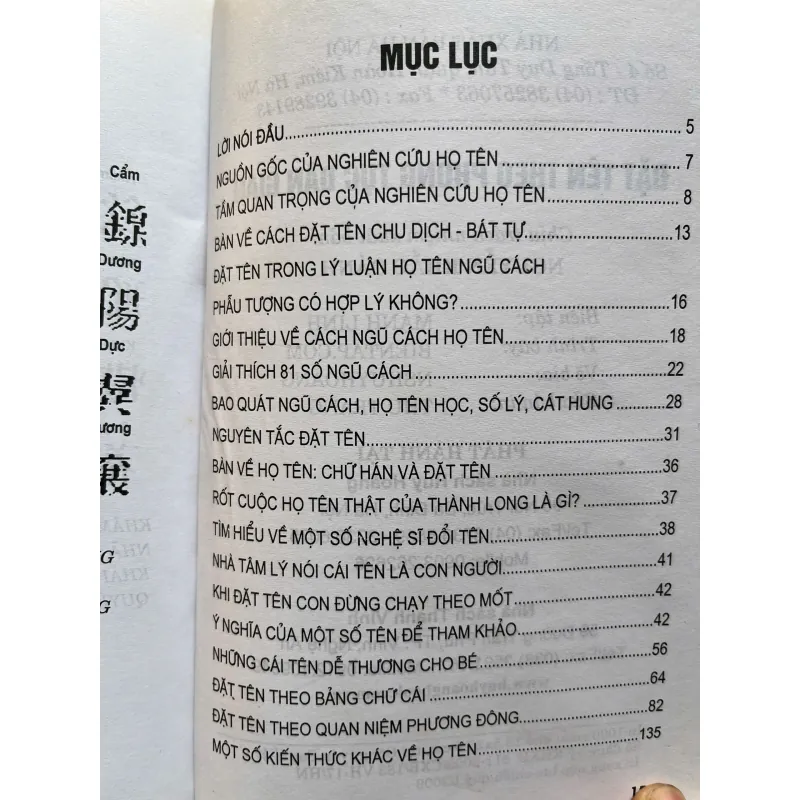 Cẩm
Dương
陽
Dực
ương
G
G
MỤC LỤC
LỜI NÓI ĐẦU 5
NGUỒN GỐC CỦA NGHIÊN CỨU HỌ TÊN 7
TẦM QUAN TRỌNG CỦA NGHIÊN CỨU HỌ TÊN 8
BÀN VỀ CÁCH ĐẶT TÊN CHU DỊCH - BÁT TỰ 13
ĐẶT TÊN TRONG LÝ LUẬN HỌ TÊN NGŨ CÁCH
PHẪU TƯỢNG CÓ HỢP LÝ KHÔNG? 16
GIỚI THIỆU VỀ CÁCH NGŨ CÁCH HỌ TÊN 18
GIẢI THÍCH 81 SỐ NGŨ CÁCH 22
BAO QUÁT NGŨ CÁCH, HỌ TÊN HỌC, SỐ LÝ, CÁT HUNG 28
NGUYÊN TẮC ĐẶT TÊN 31
BÀN VỀ HỌ TÊN: CHỮ HÁN VÀ ĐẶT TÊN 36
RỐT CUỘC HỌ TÊN THẬT CỦA THÀNH LONG LÀ GÌ? 37
TÌM HIỂU VỀ MỘT SỐ NGHỆ SĨ ĐỔI TÊN 38
NHÀ TÂM LÝ NÓI CÁI TÊN LÀ CON NGƯỜI 41
KHI ĐẶT TÊN CON ĐỪNG CHẠY THEO MỐT 42
Ý NGHĨA CỦA MỘT SỐ TÊN ĐỂ THAM KHẢO 42
NHỮNG CÁI TÊN DỄ THƯƠNG CHO BÉ 56
ĐẶT TÊN THEO BẢNG CHỮ CÁI 64
ĐẶT TÊN THEO QUAN NIỆM PHƯƠNG ĐÔNG 82
MỘT SỐ KIẾN THỨC KHÁC VỀ HỌ TÊN 135